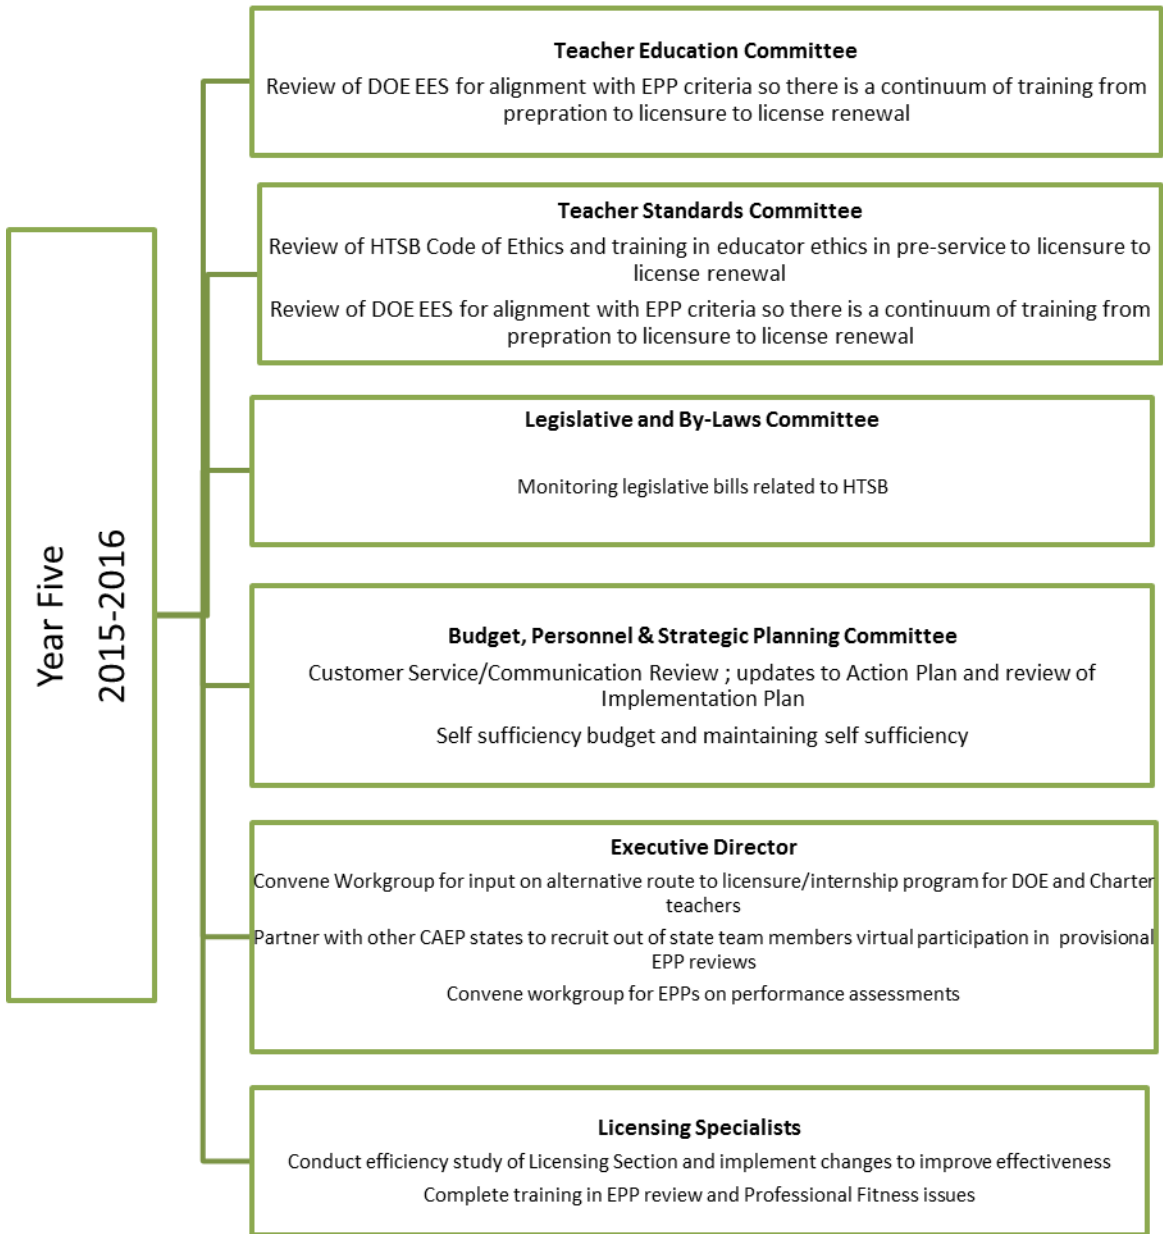 Year Five
2015-2016
Teacher Education Committee
Review of DOE EES for alignment with EPP criteria so there is a continuum of training from
prepration to licensure to license renewal
Teacher Standards Committee
Review of HTSB Code of Ethics and training in educator ethics in pre-service to licensure to
license renewal
Review of DOE EES for alignment with EPP criteria so there is a continuum of training from
prepration to licensure to license renewal
Legislative and By-Laws Committee
Monitoring legislative bills related to HTSB
Budget, Personnel & Strategic Planning Committee
Customer Service/Communication Review ; updates to Action Plan and review of
Implementation Plan
Self sufficiency budget and maintaining self sufficiency
Executive Director
Convene Workgroup for input on alternative route to licensure/internship program for DOE and Charter
teachers
Partner with other CAEP states to recruit out of state team members virtual participation in provisional
EPP reviews
Convene workgroup for EPPs on performance assessments
Licensing Specialists
Conduct efficiency study of Licensing Section and implement changes to improve effectiveness
Complete training in EPP review and Professional Fitness issues